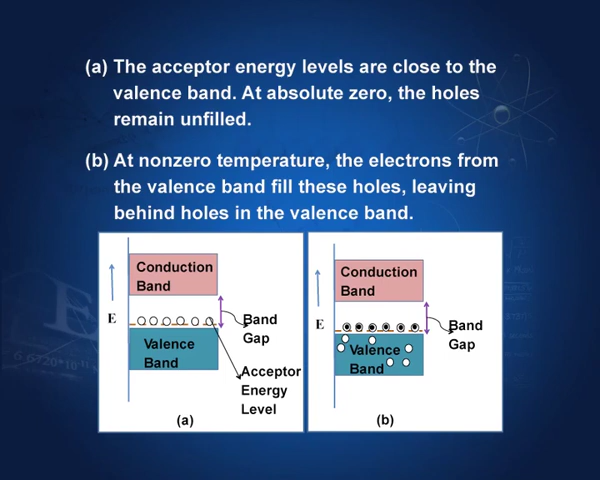 (a) The acceptor energy levels are close to the
valence band. At absolute zero, the holes
remain unfilled.
(b) At nonzero temperature, the electrons from
the valence band fill these holes, leaving
behind holes in the valence band.
Conduction
Band
E
Band
Gap
Valence
Band
Acceptor
Energy
Level
(a)
Conduction
Band
E
Band
Gap
Valence
Band
(b)